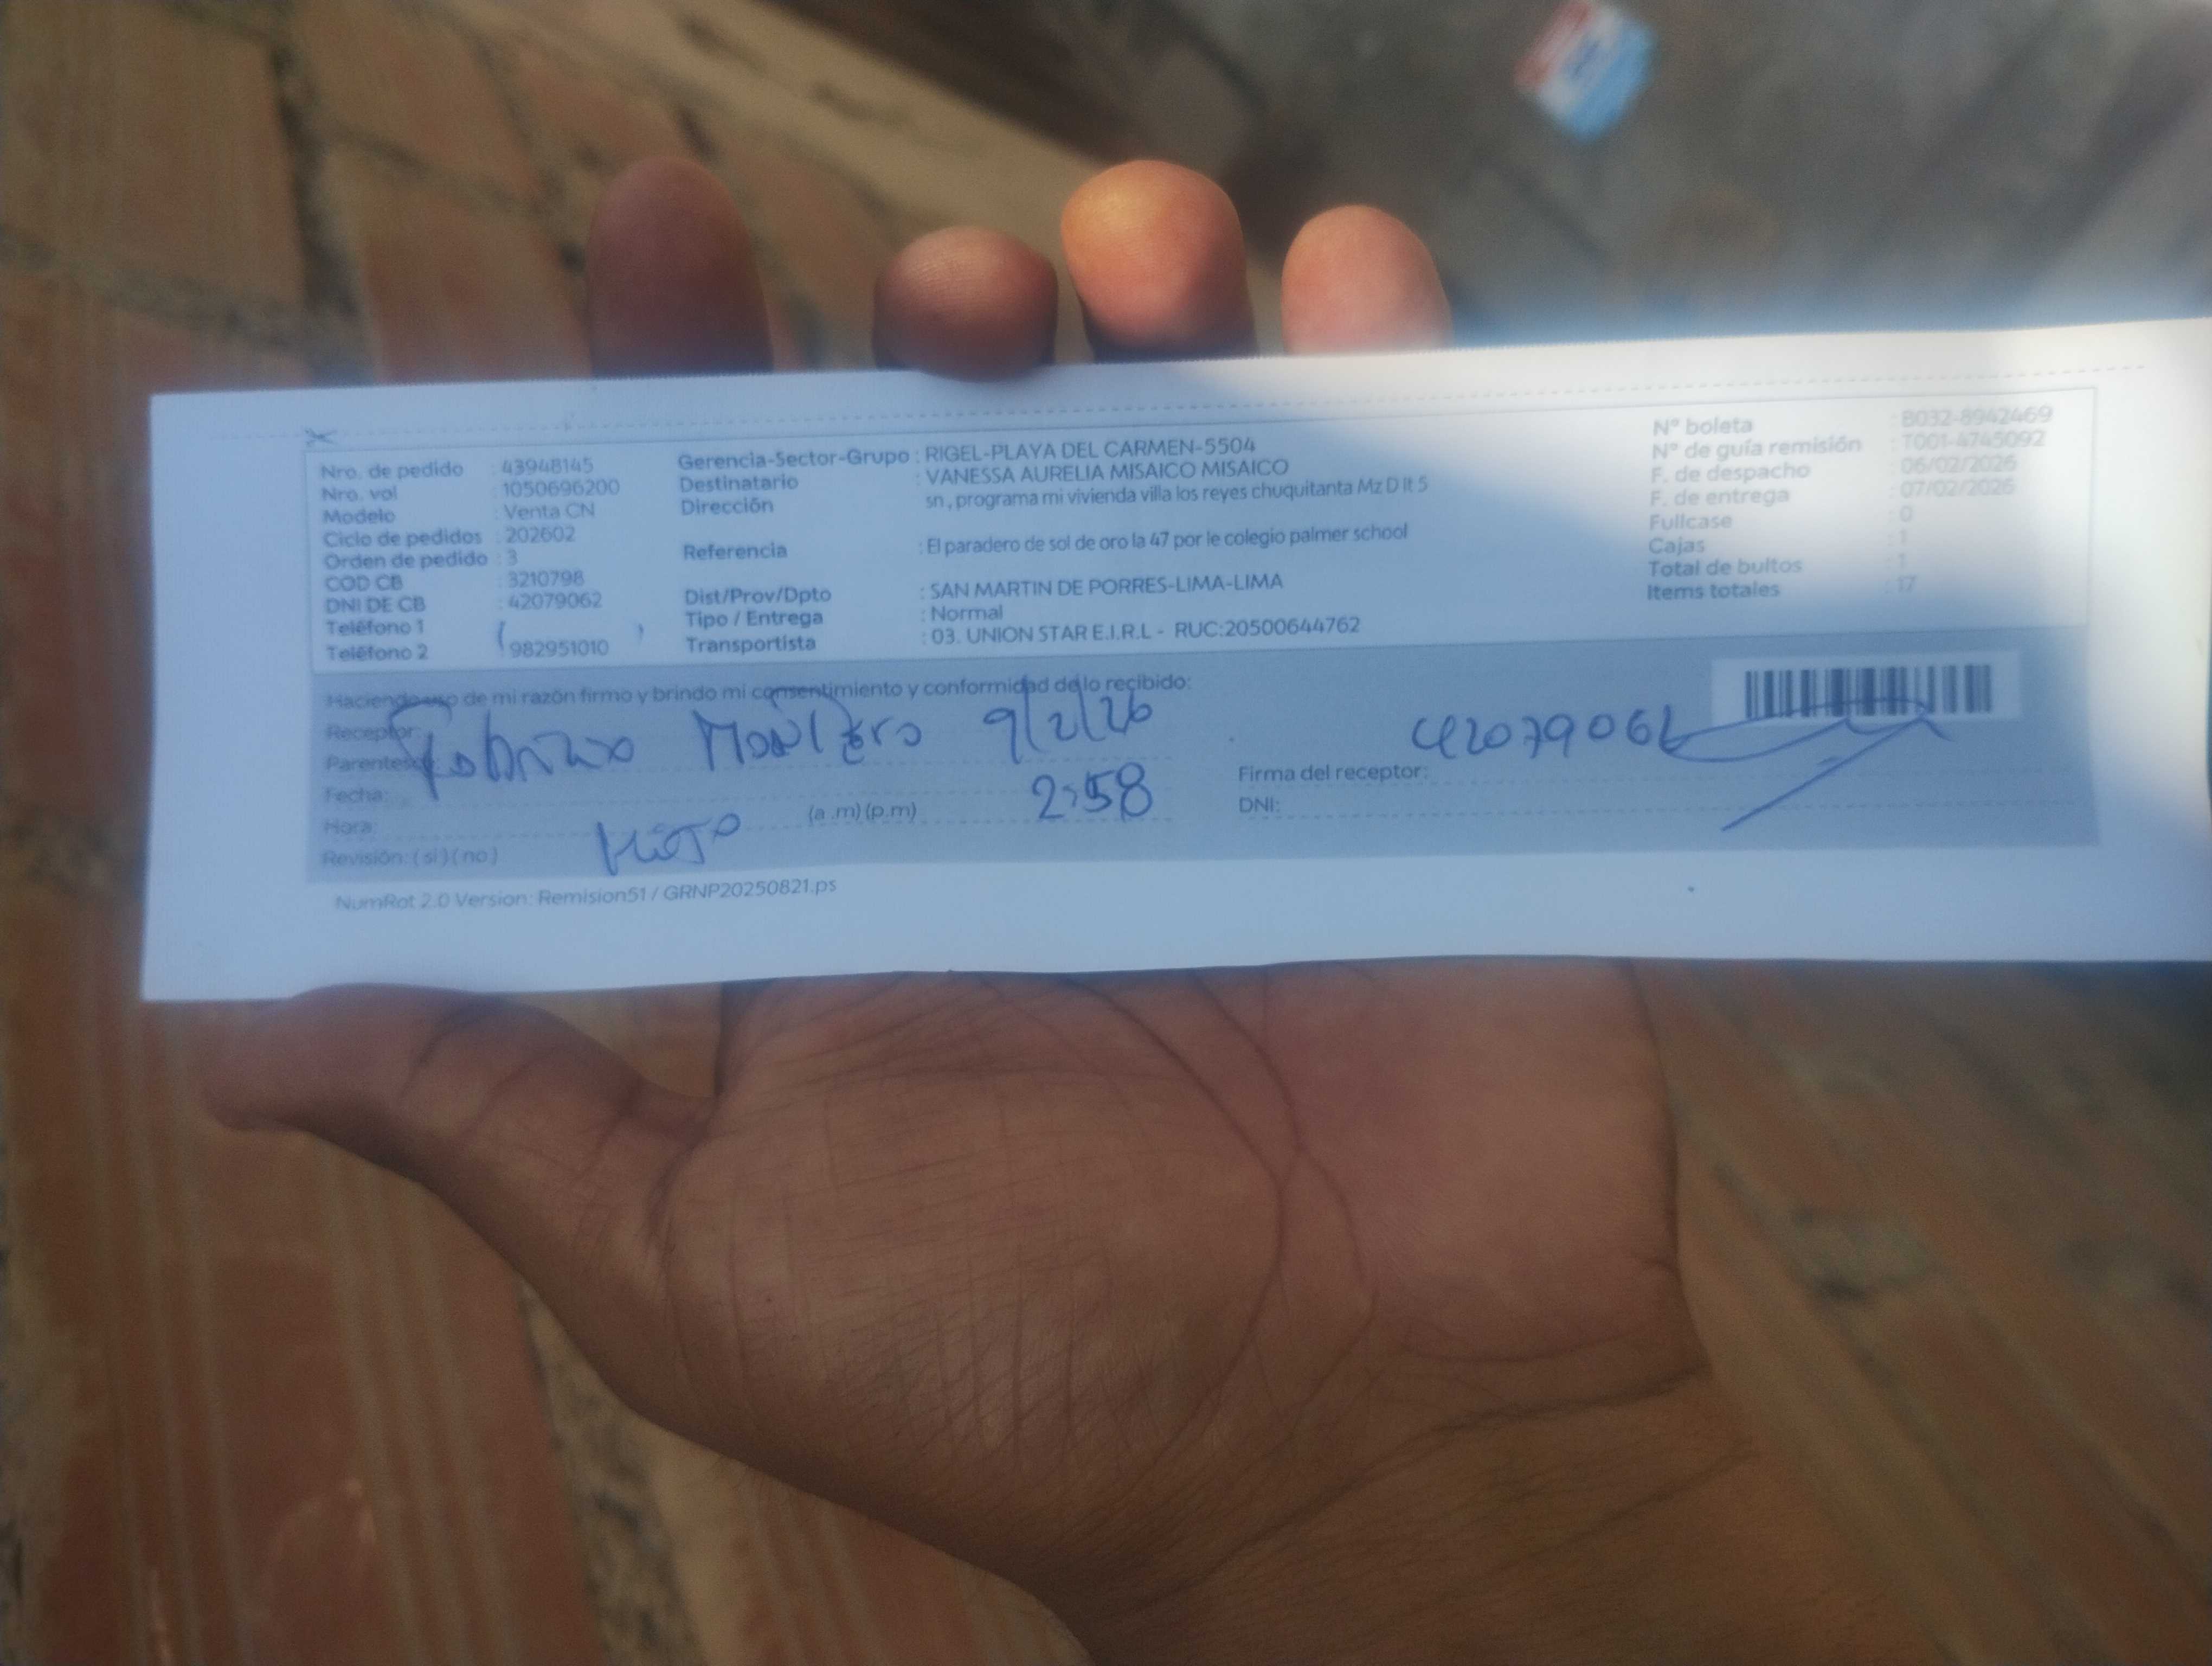 Nro. de pedido : 43948145
Nro. vol : 1050696200
Modelo : Venta CN
Ciclo de pedidos : 202602
Orden de pedido : 3
COD CB : 3210798
DNI DE CB : 42079062
Teléfono 1
Teléfono 2 982951010
Gerencia-Sector-Grupo : RIGEL-PLAYA DEL CARMEN-5504
Destinatario : VANESSA AURELIA MISAICO MISAICO
Dirección sn , programa mi vivienda villa los reyes chuquitanta Mz D lt 5
Referencia : El paradero de sol de oro la 47 por le colegio palmer school
Dist/Prov/Dpto : SAN MARTIN DE PORRES-LIMA-LIMA
Tipo / Entrega : Normal
Transportista : 03. UNION STAR E.I.R.L - RUC:20500644762
N° boleta : B032-8942469
N° de guía remisión : T001-4745092
F. de despacho : 06/02/2026
F. de entrega : 07/02/2026
Fullcase : 0
Cajas : 1
Total de bultos : 1
Items totales : 17
Haciendo uso de mi razón firmo y brindo mi consentimiento y conformidad de lo recibido:
Receptor: Montero 9/2/26
Parentesco:
Fecha:
Hora: (a .m) (p.m) 2:58
Revisión: ( si ) ( no ) Hijo
42079062
Firma del receptor:
DNI:
NumRot 2.0 Version: Remision51 / GRNP20250821.ps